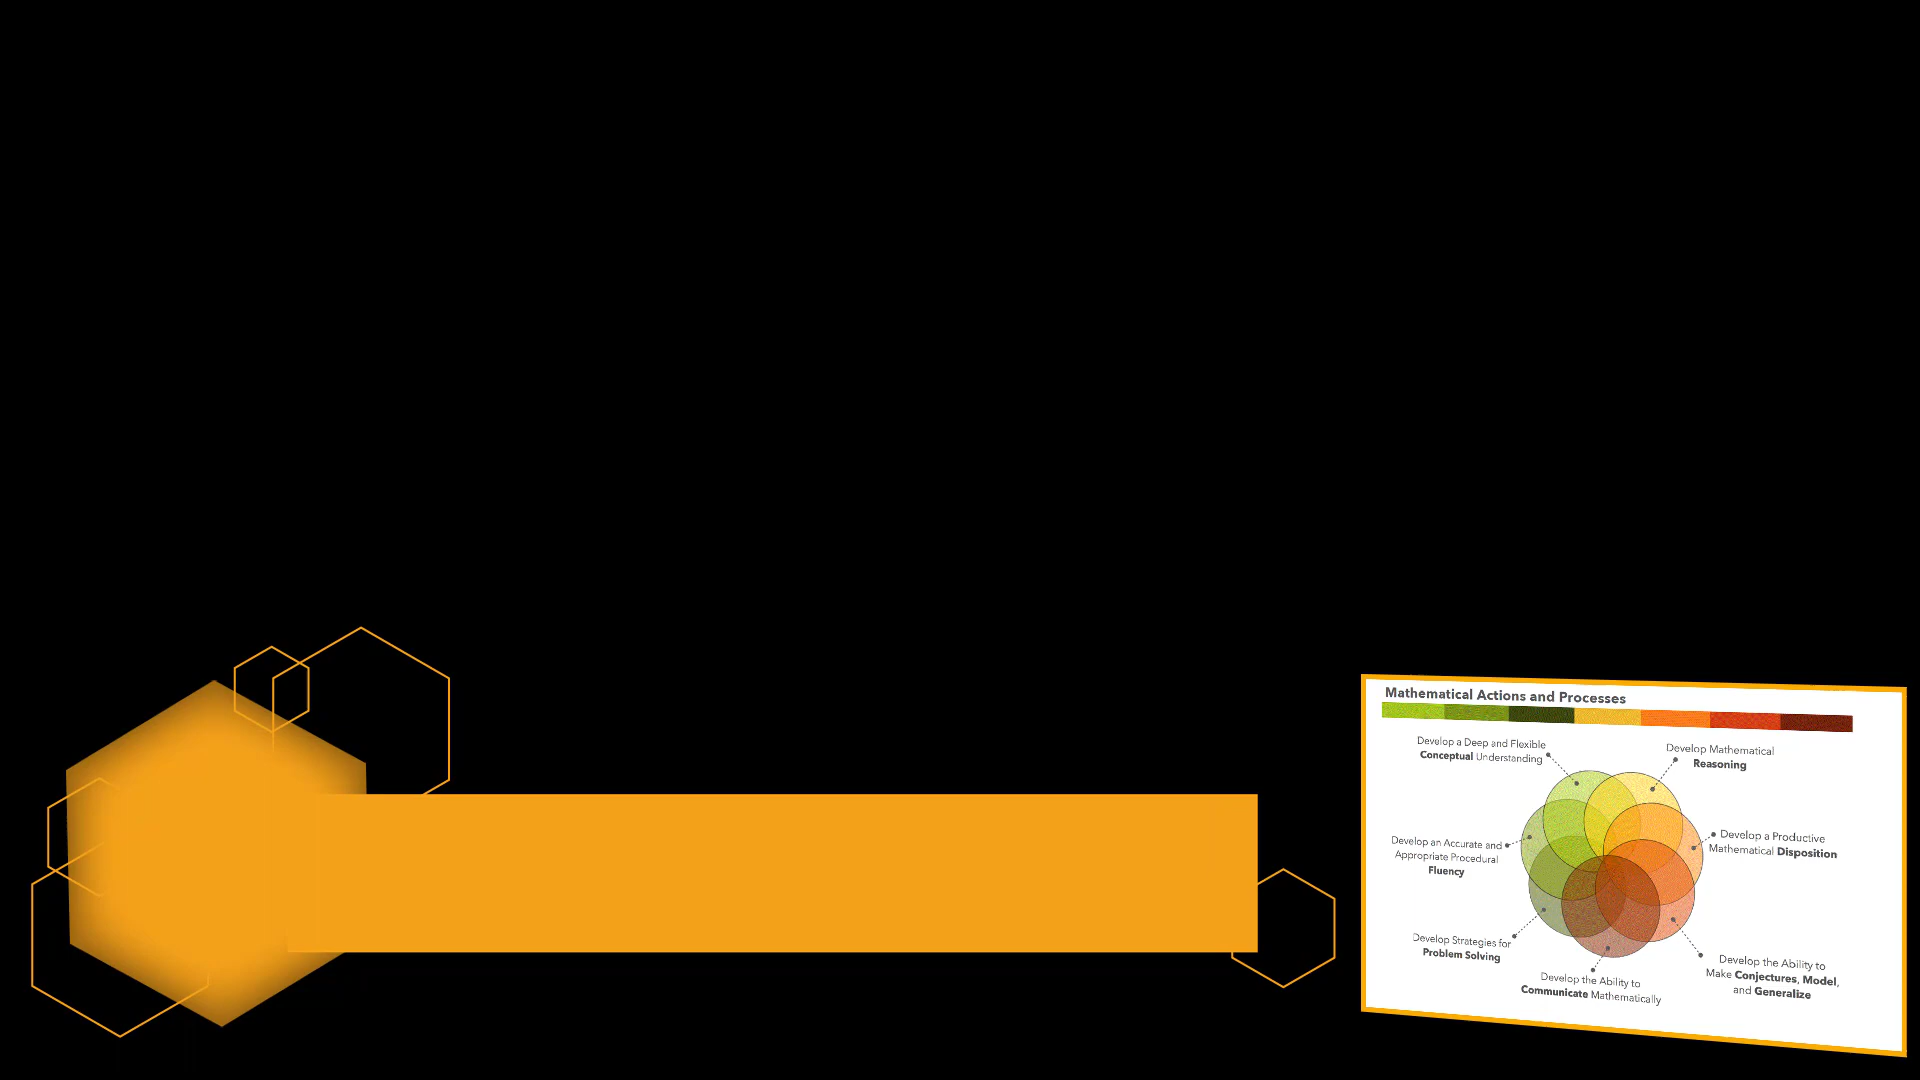 Mathematical Actions and Processes
Develop a Deep and Flexible
Conceptual Understanding
Develop Mathematical
Reasoning
Develop an Accurate and
Appropriate Procedural
Fluency
Develop a Productive
Mathematical Disposition
Develop Strategies for
Problem Solving
Develop the Ability to
Communicate Mathematically
Develop the Ability to
Make Conjectures, Model,
and Generalize